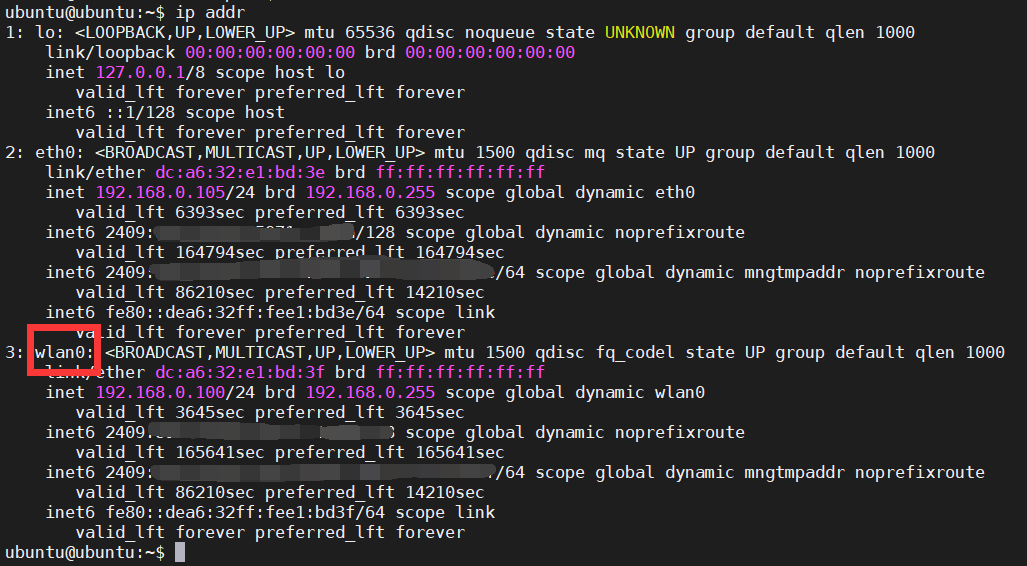 ubuntu@ubuntu:~$ ip addr
1: lo: <LOOPBACK,UP,LOWER_UP> mtu 65536 qdisc noqueue state UNKNOWN group default qlen 1000
link/loopback 00:00:00:00:00:00 brd 00:00:00:00:00:00
inet 127.0.0.1/8 scope host lo
valid_lft forever preferred_lft forever
inet6 ::1/128 scope host
valid_lft forever preferred_lft forever
2: eth0: <BROADCAST,MULTICAST,UP,LOWER_UP> mtu 1500 qdisc mq state UP group default qlen 1000
link/ether dc:a6:32:e1:bd:3e brd ff:ff:ff:ff:ff:ff
inet 192.168.0.105/24 brd 192.168.0.255 scope global dynamic eth0
valid_lft 6393sec preferred_lft 6393sec
inet6 2409: /128 scope global dynamic noprefixroute
valid_lft 164794sec preferred_lft 164794sec
inet6 2409: /64 scope global dynamic mngtmpaddr noprefixroute
valid_lft 86210sec preferred_lft 14210sec
inet6 fe80::dea6:32ff:fee1:bd3e/64 scope link
valid_lft forever preferred_lft forever
3: wlan0: <BROADCAST,MULTICAST,UP,LOWER_UP> mtu 1500 qdisc fq_codel state UP group default qlen 1000
link/ether dc:a6:32:e1:bd:3f brd ff:ff:ff:ff:ff:ff
inet 192.168.0.100/24 brd 192.168.0.255 scope global dynamic wlan0
valid_lft 3645sec preferred_lft 3645sec
inet6 2409: scope global dynamic noprefixroute
valid_lft 165641sec preferred_lft 165641sec
inet6 2409: /64 scope global dynamic mngtmpaddr noprefixroute
valid_lft 86210sec preferred_lft 14210sec
inet6 fe80::dea6:32ff:fee1:bd3f/64 scope link
valid_lft forever preferred_lft forever
ubuntu@ubuntu:~$